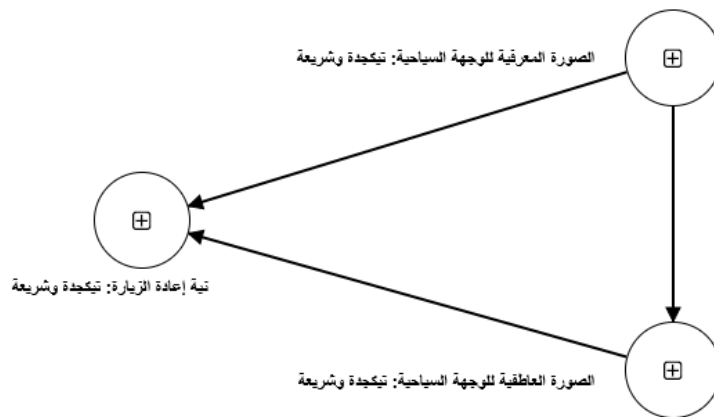 الصورة المعرفية للوجهة السياحية: تيكجدة وشريعة
نية إعادة الزيارة: تيكجدة وشريعة
الصورة العاطفية للوجهة السياحية: تيكجدة وشريعة